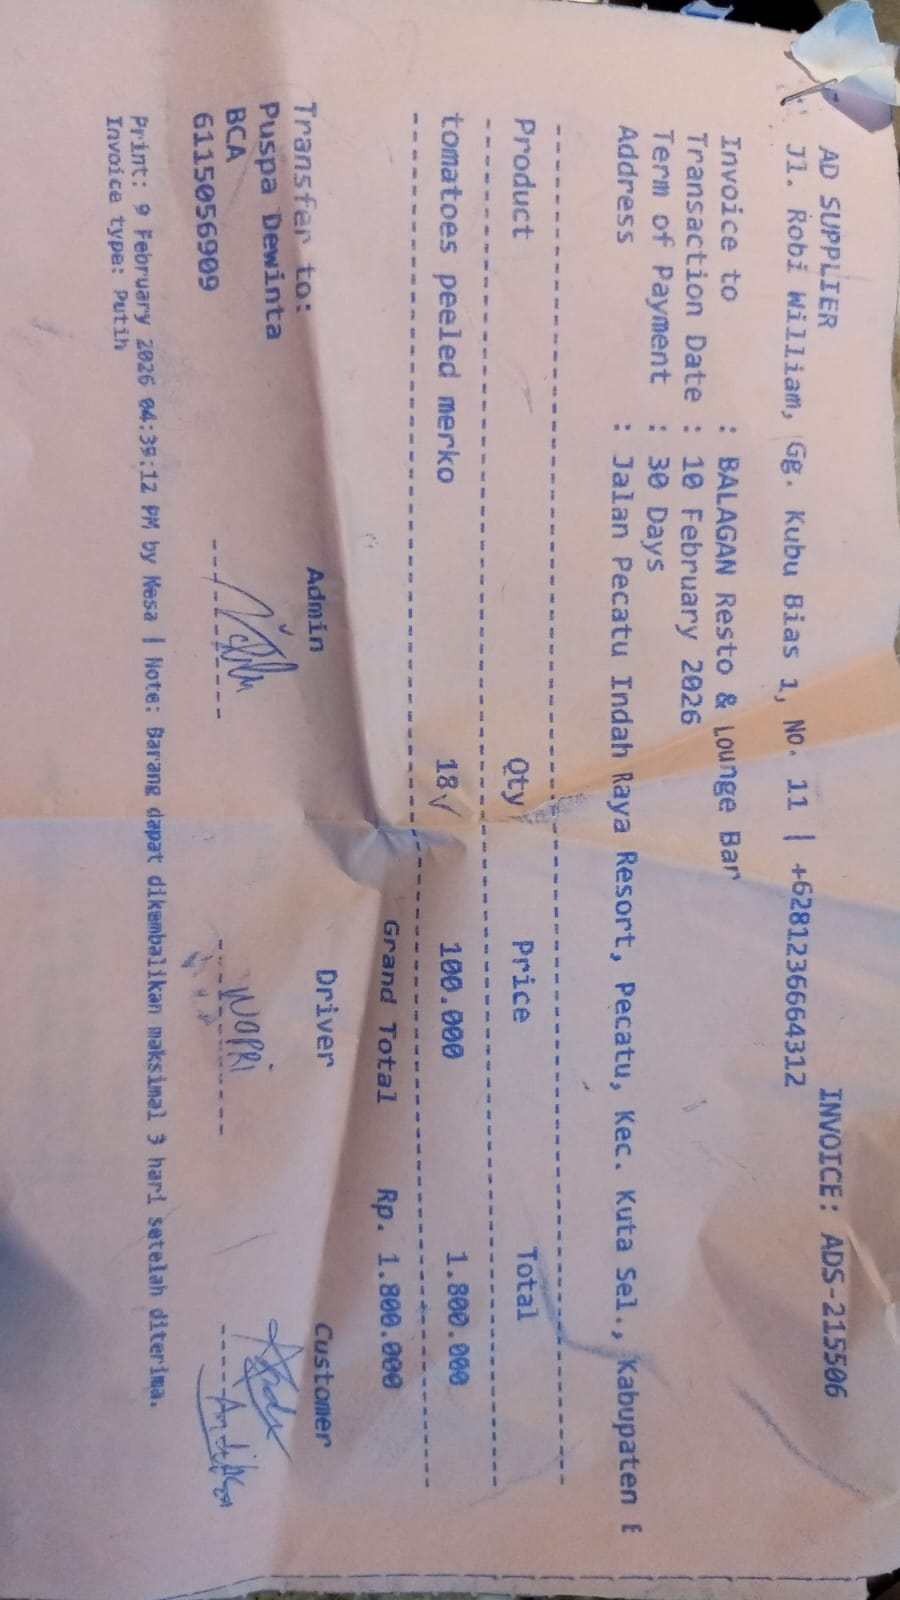 AD SUPPLIER INVOICE: ADS-215506
Jl. Robi William, Gg. Kubu Bias 1, No. 11 | +6281236664312
Invoice to : BALAGAN Resto & Lounge Bar
Transaction Date : 10 February 2026
Term of Payment : 30 Days
Address : Jalan Pecatu Indah Raya Resort, Pecatu, Kec. Kuta Sel., Kabupaten
Product Qty Price Total
tomatoes peeled merko 18 ✓ 100.000 1.800.000
Grand Total Rp. 1.800.000
Transfer to: Admin Driver Customer
Puspa Dewinta
BCA
6115056909 WAPRi
Print: 9 February 2026 04:39:12 PM by Nesa | Note: Barang dapat dikembalikan maksimal 3 hari setelah diterima.
Invoice type: Putih